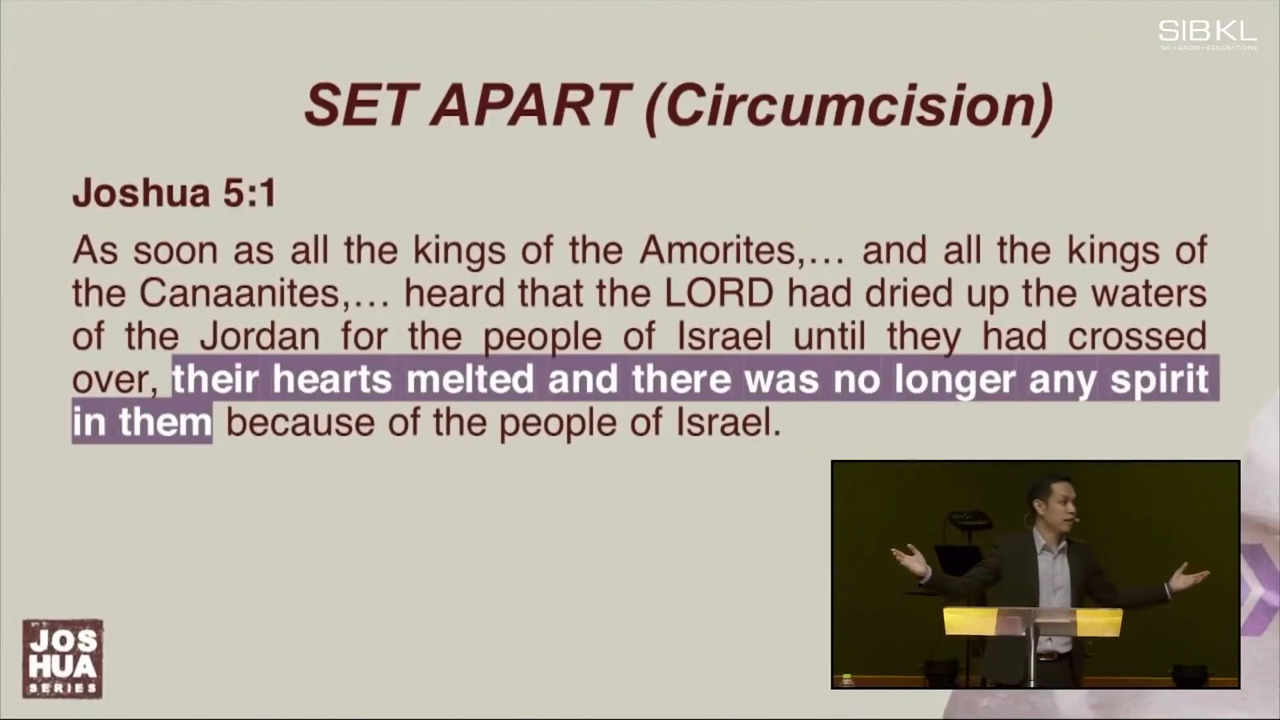 SIBKL
GO • GROW • GENERATIONS
SET APART (Circumcision)
Joshua 5:1
As soon as all the kings of the Amorites,… and all the kings of
the Canaanites,… heard that the LORD had dried up the waters
of the Jordan for the people of Israel until they had crossed
over, their hearts melted and there was no longer any spirit
in them because of the people of Israel.
JOS
HUA
SERIES